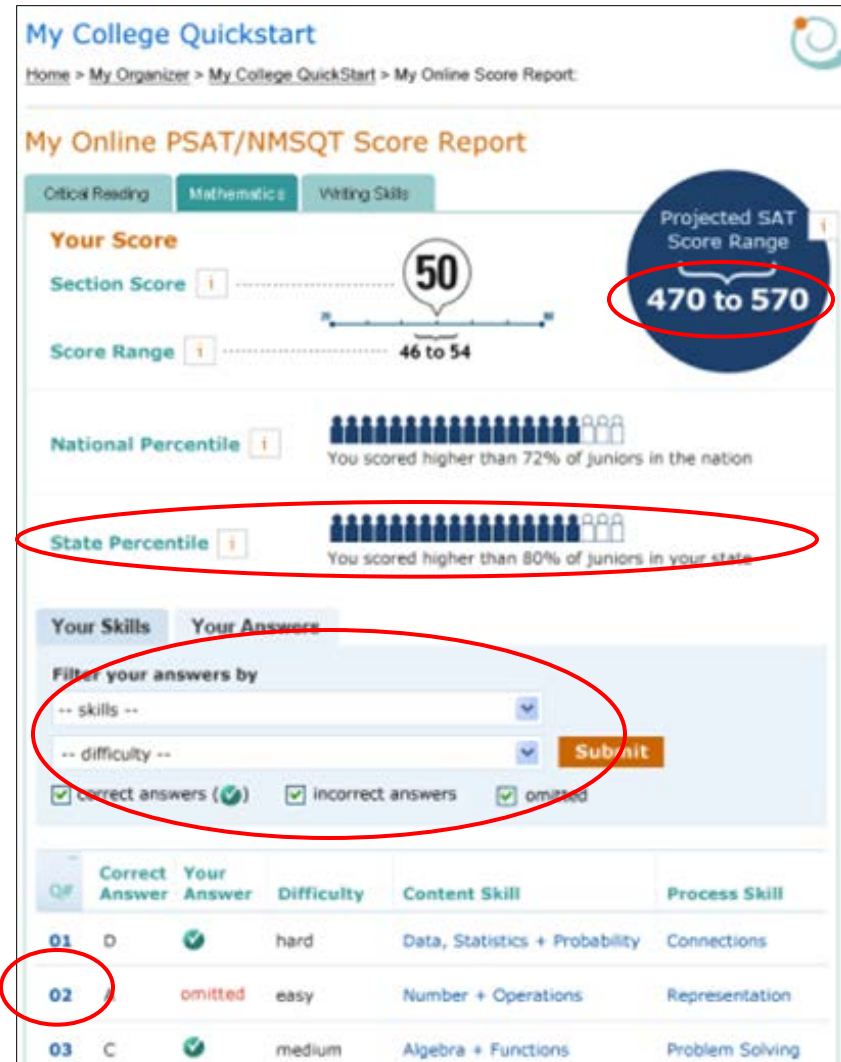 My College Quickstart
Home > My Organizer > My College QuickStart > My Online Score Report:
My Online PSAT/NMSQT Score Report
Critical Reading Mathematics Writing Skills
Projected SAT
Score Range
i
470 to 570
Your Score
Section Score i 50
20 80
Score Range i 46 to 54
National Percentile i
You scored higher than 72% of juniors in the nation
State Percentile i
You scored higher than 80% of juniors in your state
Your Skills Your Answers
Filter your answers by
-- skills --
-- difficulty --
Submit
correct answers ( ) incorrect answers omitted
Q# Correct Answer Your Answer Difficulty Content Skill Process Skill
01 D hard Data, Statistics + Probability Connections
02 A omitted easy Number + Operations Representation
03 C medium Algebra + Functions Problem Solving